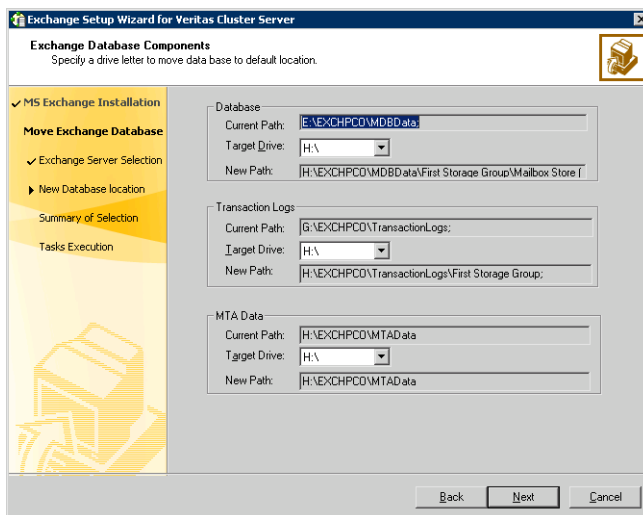 Exchange Setup Wizard for Veritas Cluster Server
Exchange Database Components
Specify a drive letter to move data base to default location.
MS Exchange Installation
Move Exchange Database
Exchange Server Selection
New Database location
Summary of Selection
Tasks Execution
Database
Current Path: E:\EXCHPCO\MDBData;
Target Drive: H:\
New Path: H:\EXCHPCO\MDBData\First Storage Group\Mailbox Store (
Transaction Logs
Current Path: G:\EXCHPCO\TransactionLogs;
Target Drive: H:\
New Path: H:\EXCHPCO\TransactionLogs\First Storage Group;
MTA Data
Current Path: H:\EXCHPCO\MTAData
Target Drive: H:\
New Path: H:\EXCHPCO\MTAData
Back Next Cancel